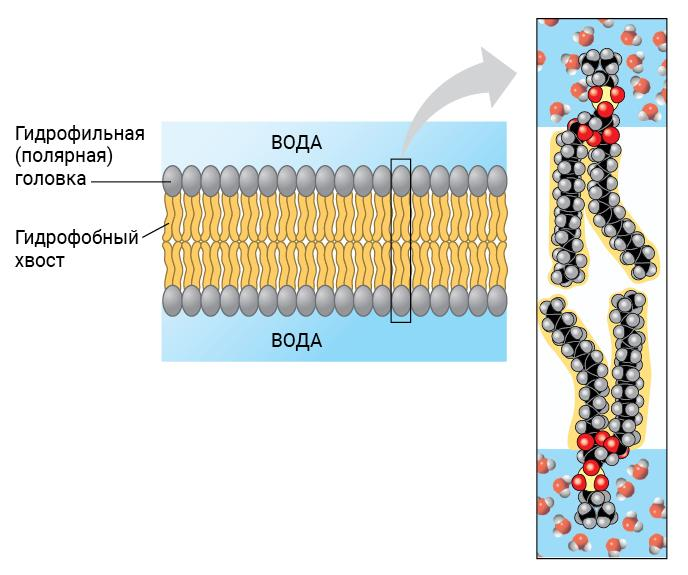 ВОДА
Гидрофильная
(полярная)
головка
Гидрофобный
хвост
ВОДА